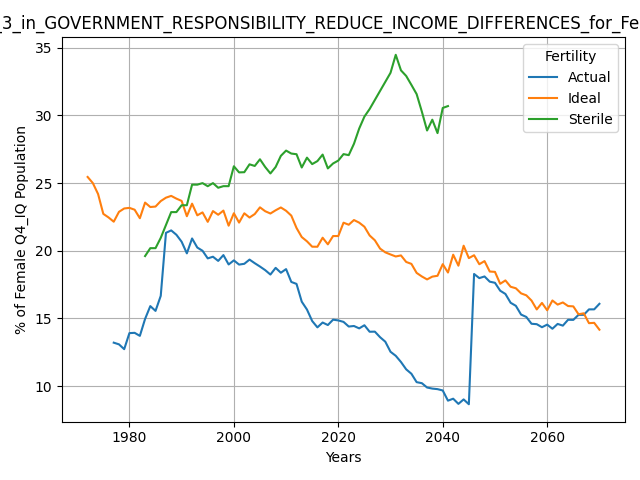 _3_in_GOVERNMENT_RESPONSIBILITY_REDUCE_INCOME_DIFFERENCES_for_Fe
Fertility
Actual
Ideal
Sterile
% of Female Q4_IQ Population
35
30
25
20
15
10
1980
2000
2020
2040
2060
Years